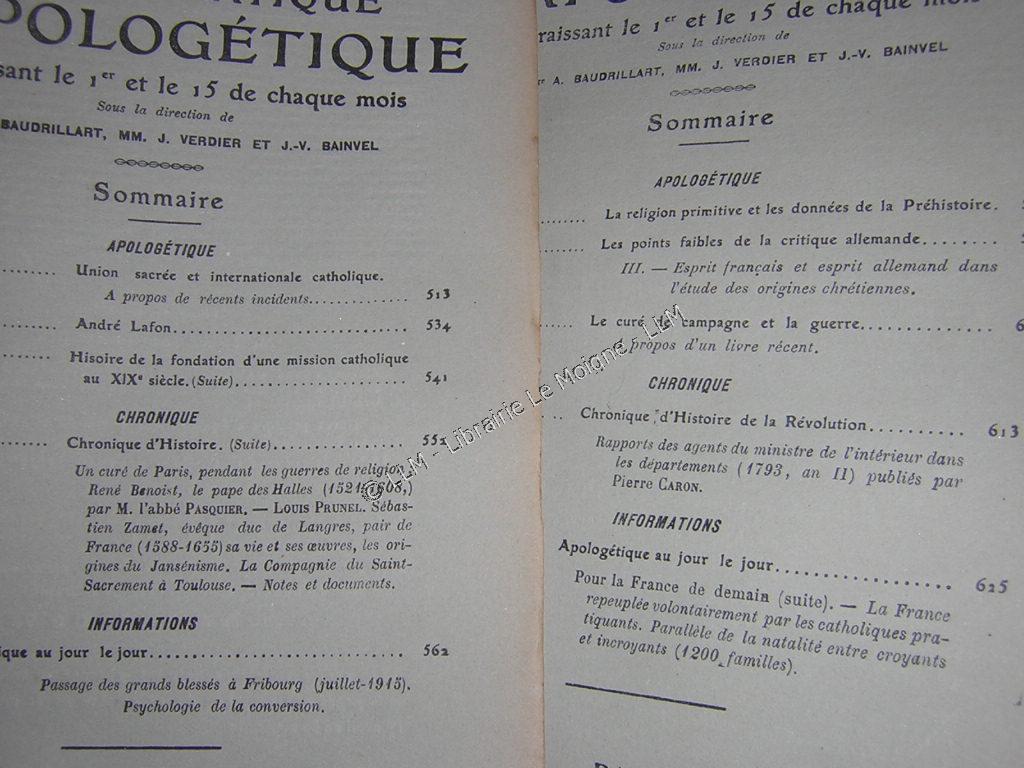 POLOGÉTIQUE
sant le 1er et le 15 de chaque mois
Sous la direction de
BAUDRILLART, MM. J. VERDIER ET J.-V. BAINVEL
Sommaire
APOLOGÉTIQUE
Union sacrée et internationale catholique.
A propos de récents incidents. 513
André Lafon. 534
Hisoire de la fondation d'une mission catholique
au XIXe siècle. (Suite). 541
CHRONIQUE
Chronique d'Histoire. (Suite). 552
Un curé de Paris, pendant les guerres de religion
René Benoist, le pape des Halles (1521-1608,)
par M. l'abbé PASQUIER. — LOUIS PRUNEL. Sébas-
tien Zamet, évêque duc de Langres, pair de
France (1588-1655) sa vie et ses œuvres, les ori-
gines du Jansénisme. La Compagnie du Saint-
Sacrement à Toulouse. — Notes et documents.
INFORMATIONS
que au jour le jour. 562
Passage des grands blessés à Fribourg (juillet-1915).
Psychologie de la conversion.
raissant le 1er et le 15 de chaque mois
Sous la direction de
A. BAUDRILLART, MM. J. VERDIER ET J.-V. BAINVEL
Sommaire
APOLOGÉTIQUE
La religion primitive et les données de la Préhistoire.
Les points faibles de la critique allemande.
III. — Esprit français et esprit allemand dans
l'étude des origines chrétiennes.
Le curé de campagne et la guerre. 6
propos d'un livre récent.
CHRONIQUE
Chronique d'Histoire de la Révolution. 613
Rapports des agents du ministre de l'intérieur dans
les départements (1793, an II) publiés par
Pierre CARON.
INFORMATIONS
Apologétique au jour le jour. 625
Pour la France de demain (suite). — La France
repeuplée volontairement par les catholiques pra-
tiquants. Parallèle de la natalité entre croyants
et incroyants (1200 familles).
© LLM - Librairie Le Moigne - LLM